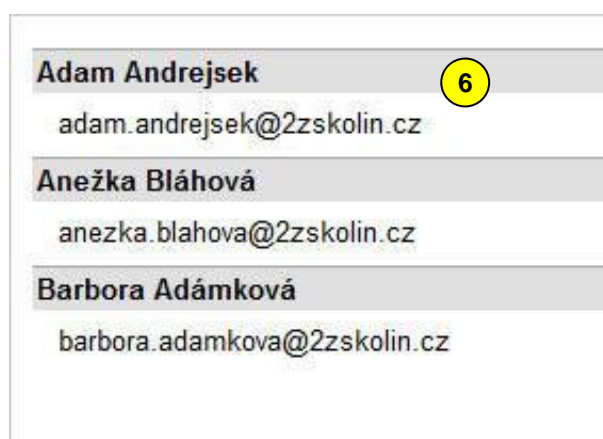 Adam Andrejsek
6
adam.andrejsek@2zskolin.cz
Anežka Bláhová
anezka.blahova@2zskolin.cz
Barbora Adámková
barbora.adamkova@2zskolin.cz